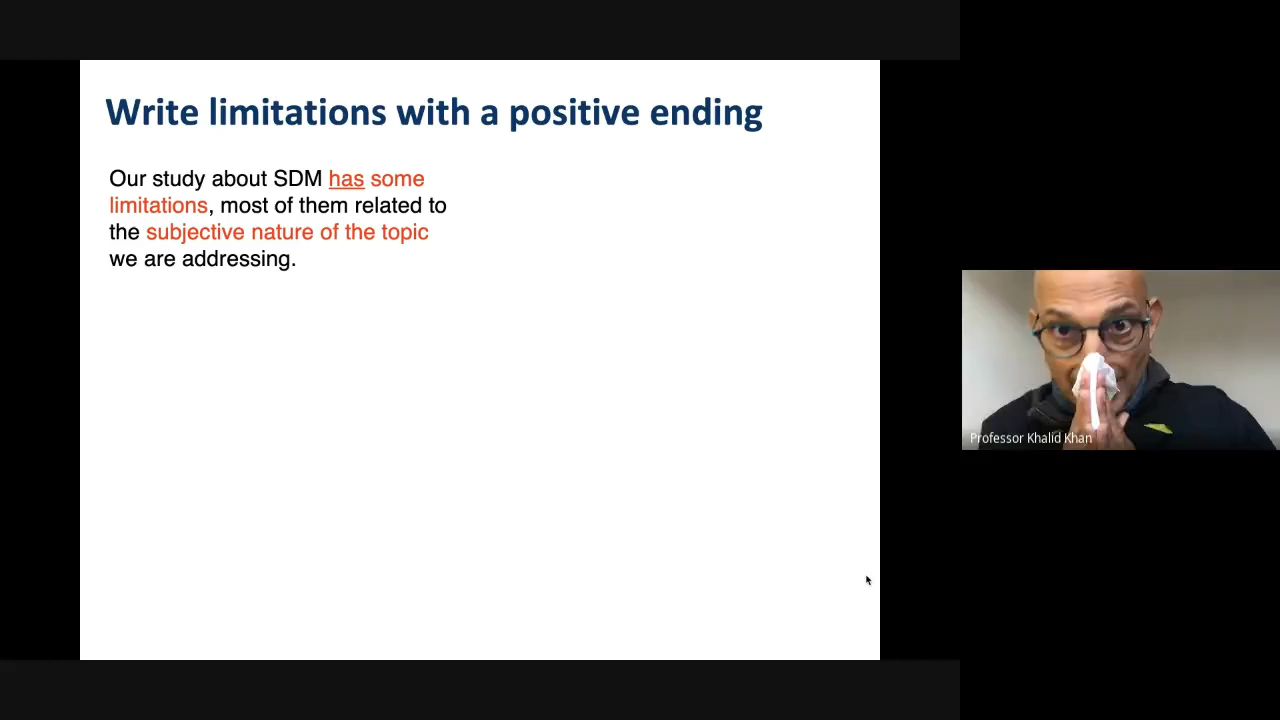 Write limitations with a positive ending
Our study about SDM has some
limitations, most of them related to
the subjective nature of the topic
we are addressing.
Professor Khalid Khan